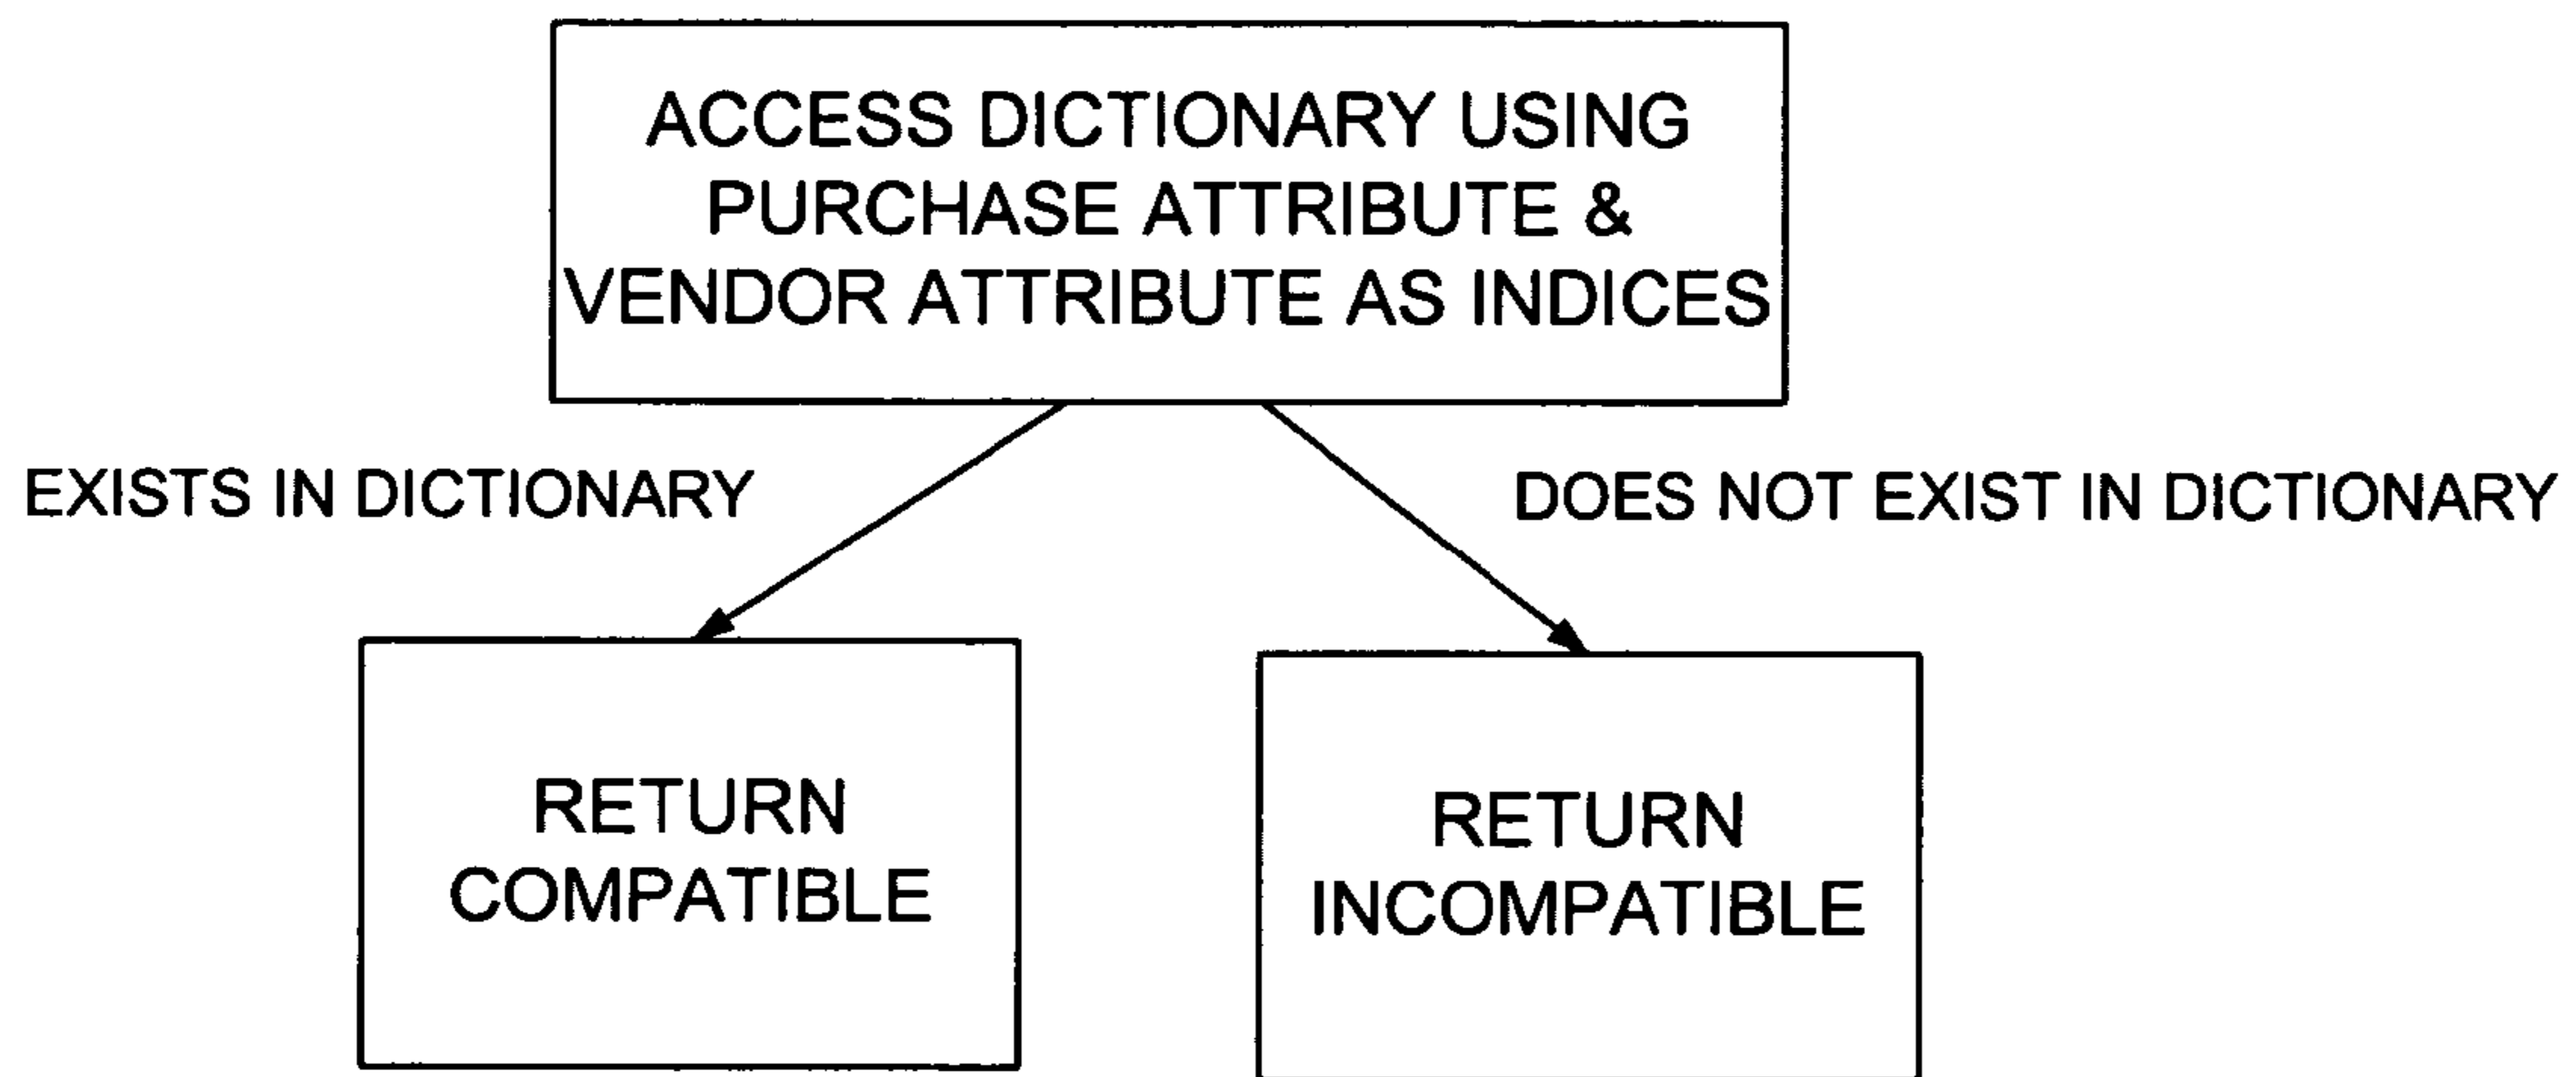 ACCESS DICTIONARY USING
PURCHASE ATTRIBUTE &
VENDOR ATTRIBUTE AS INDICES
EXISTS IN DICTIONARY
DOES NOT EXIST IN DICTIONARY
RETURN
COMPATIBLE
RETURN
INCOMPATIBLE